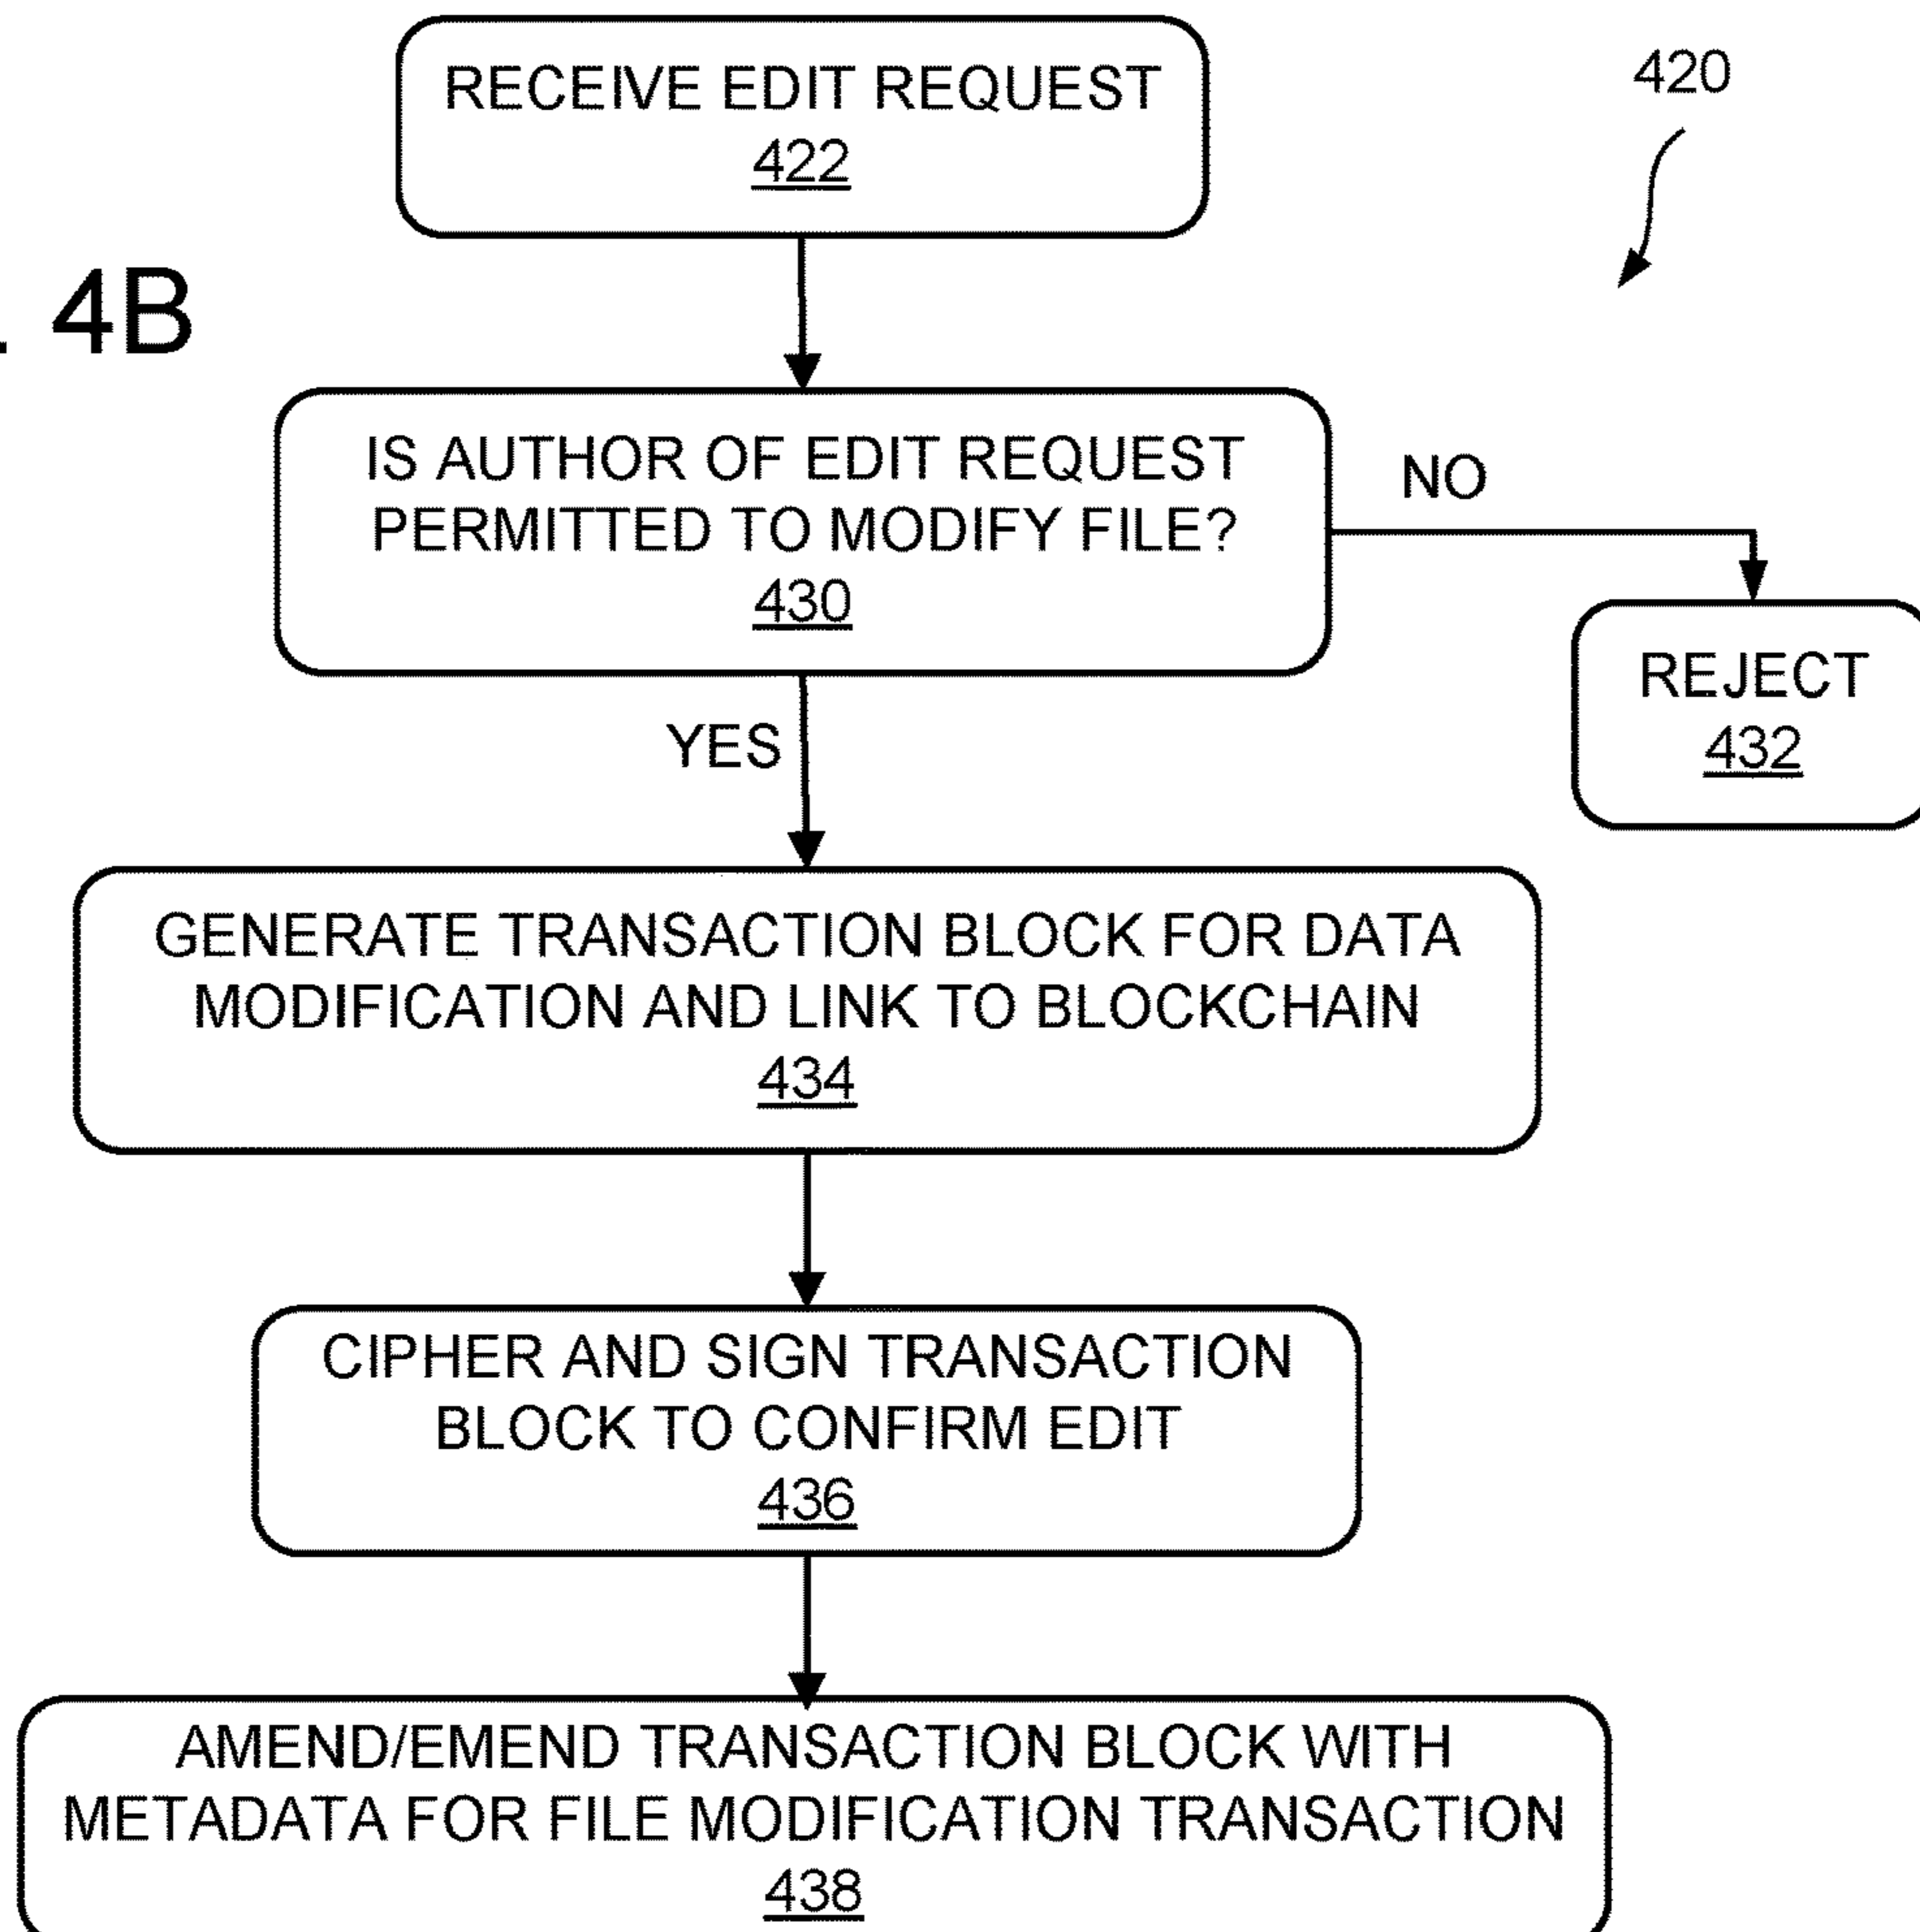 RECEIVE EDIT REQUEST
422
420
. 4B
IS AUTHOR OF EDIT REQUEST
PERMITTED TO MODIFY FILE?
430
NO
REJECT
432
YES
GENERATE TRANSACTION BLOCK FOR DATA
MODIFICATION AND LINK TO BLOCKCHAIN
434
CIPHER AND SIGN TRANSACTION
BLOCK TO CONFIRM EDIT
436
AMEND/EMEND TRANSACTION BLOCK WITH
METADATA FOR FILE MODIFICATION TRANSACTION
438